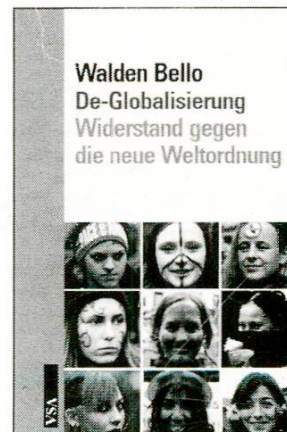 Walden Bello
De-Globalisierung
Widerstand gegen
die neue Weltordnung
VSA